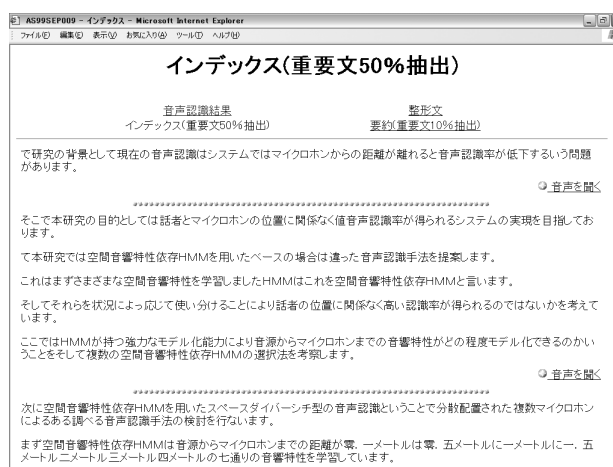 AS99SEP009 - インデックス - Microsoft Internet Explorer
ファイル(F) 編集(E) 表示(V) お気に入り(A) ツール(T) ヘルプ(H)
インデックス(重要文50%抽出)
音声認識結果 整形文
インデックス(重要文50%抽出) 要約(重要文10%抽出)
で研究の背景として現在の音声認識はシステムではマイクロホンからの距離が離れると音声認識率が低下するいう問題
があります。
音声を聞く
そこで本研究の目的としては話者とマイクロホンの位置に関係なく値音声認識率が得られるシステムの実現を目指してお
ります。
て本研究では空間音響特性依存HMMを用いたベースの場合は違った音声認識手法を提案します。
これはまずさまざまな空間音響特性を学習しましたHMMはこれを空間音響特性依存HMMと言います。
そしてそれらを状況によっ応じて使い分けることにより話者の位置に関係なく高い認識率が得られるのではないかを考えて
います。
ここではHMMが持つ強力なモデル化能力により音源からマイクロホンまでの音響特性がどの程度モデル化できるのかい
うことをそして複数の空間音響特性依存HMMの選択法を考察します。
音声を聞く
次に空間音響特性依存HMMを用いたスペースダイバーシチ型の音声認識ということで分散配置された複数マイクロホン
によるある調べる音声認識手法の検討を行ないます。
まず空間音響特性依存HMMは音源からマイクロホンまでの距離が零．一メートルは零．五メートルに一メートルに一．五
メートル二メートル三メートル四メートルの七通りの音響特性を学習しています。